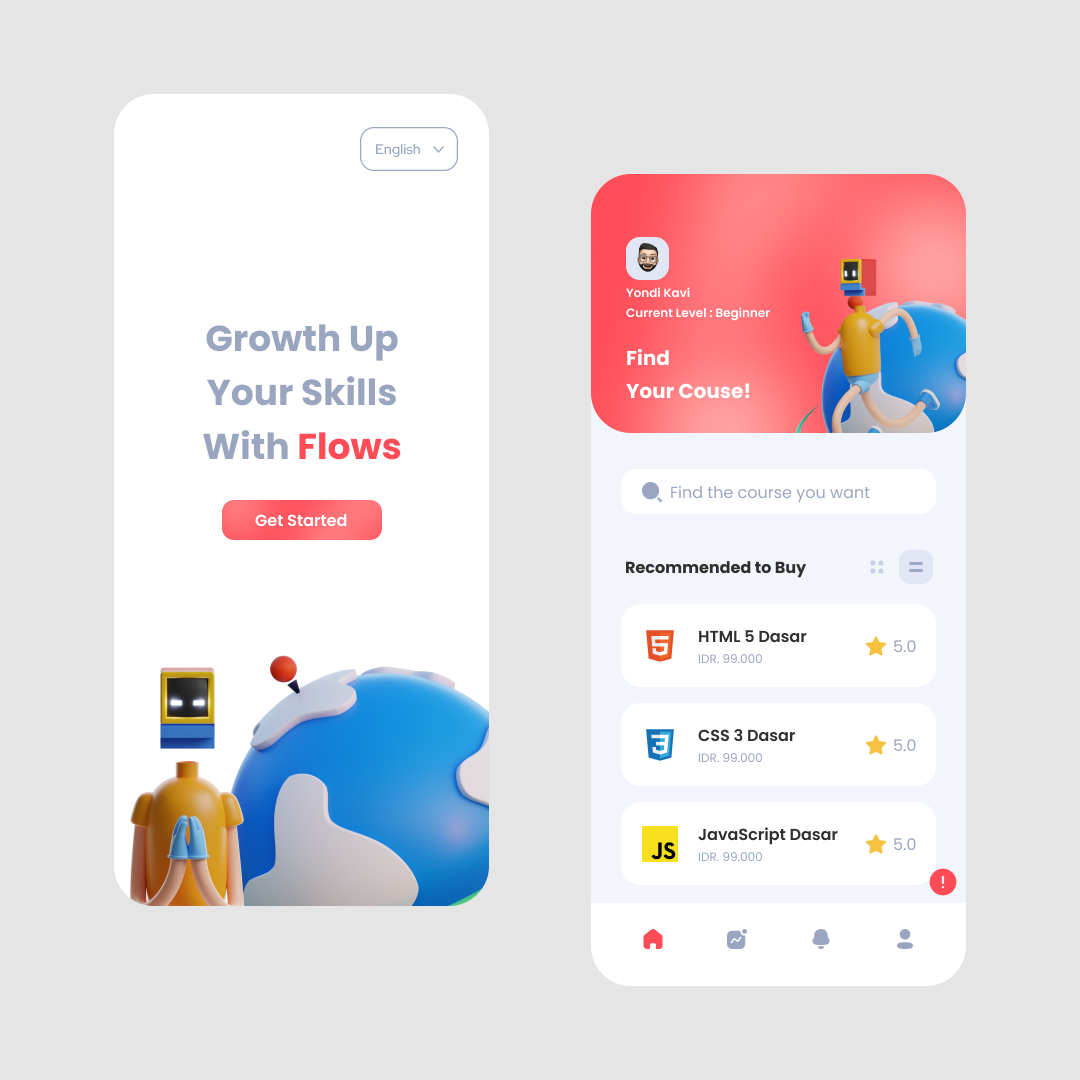 English
Growth Up
Your Skills
With Flows
Get Started
Yondi Kavi
Current Level : Beginner
Find
Your Couse!
Find the course you want
Recommended to Buy
5
HTML 5 Dasar
IDR. 99.000
5.0
3
CSS 3 Dasar
IDR. 99.000
5.0
JS
JavaScript Dasar
IDR. 99.000
5.0
!